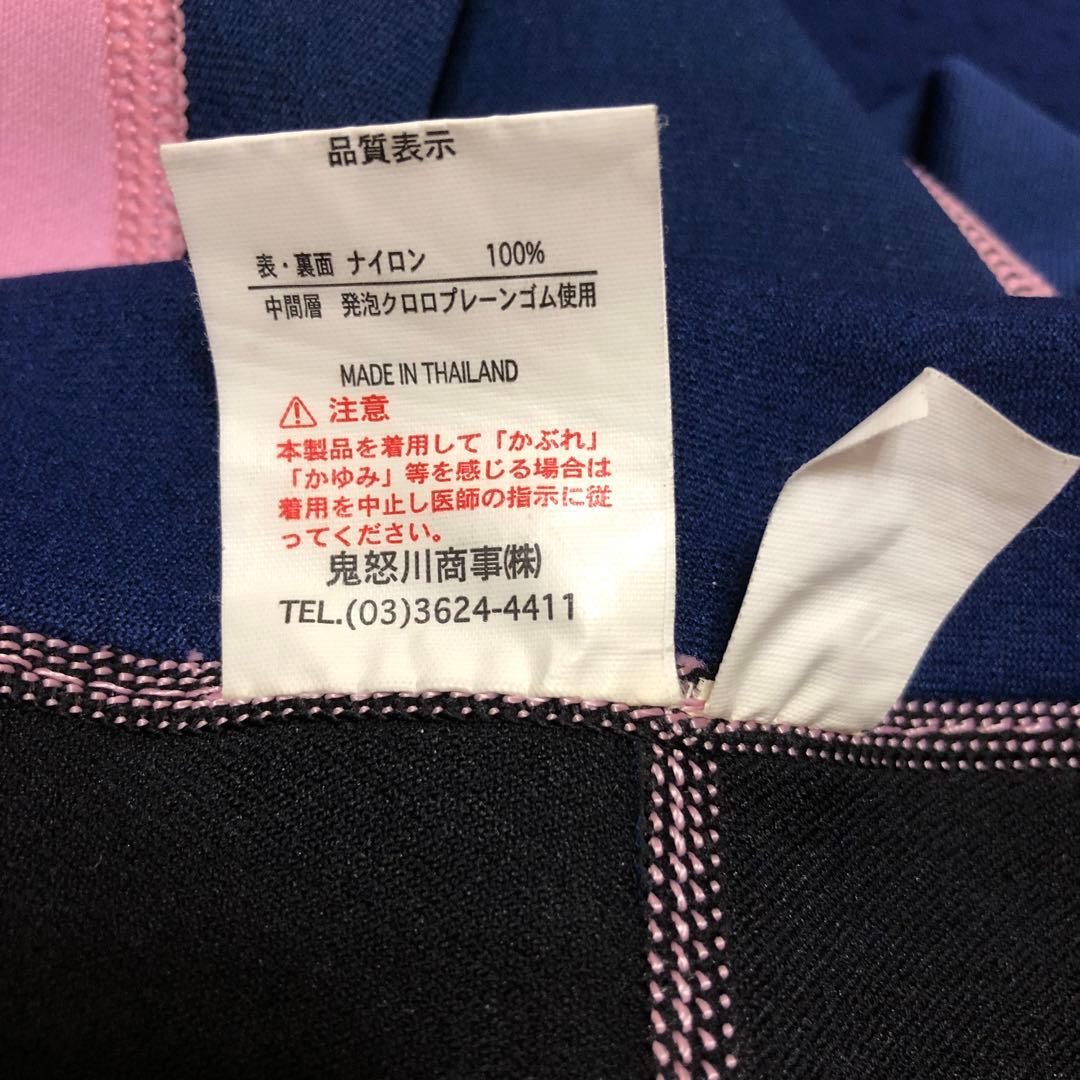 品質表示
表・裏面 ナイロン 100%
中間層 発泡クロロプレーンゴム使用
MADE IN THAILAND
⚠ 注意
本製品を着用して「かぶれ」
「かゆみ」等を感じる場合は
着用を中止し医師の指示に従
ってください。
鬼怒川商事㈱
TEL.(03)3624-4411